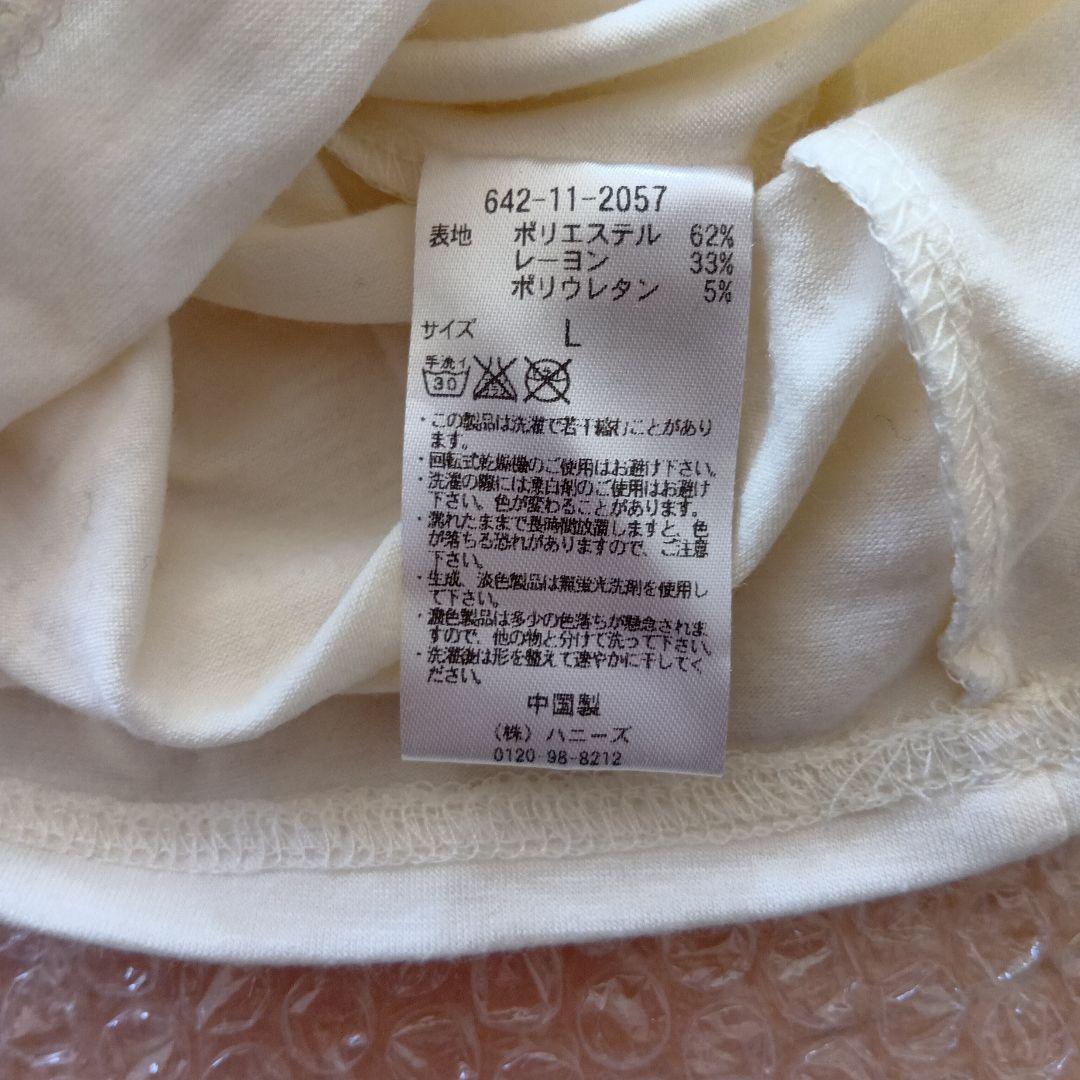 642-11-2057
表地 ポリエステル 62%
レーヨン 33%
ポリウレタン 5%
サイズ L
手洗イ
30
・この製品は洗濯で若干縮むことがあり
ます。
・回転式乾燥機のご使用はお避け下さい。
・洗濯の際には漂白剤のご使用はお避け
下さい。色が変わることがあります。
・濡れたままで長時間放置しますと、色
が落ちる恐れがありますので、ご注意
下さい。
・生成、淡色製品は無蛍光洗剤を使用し
て下さい。
・濃色製品は多少の色落ちが懸念されま
すので、他の物と分けて洗って下さい。
・洗濯後は形を整えて速やかに干してく
ださい。
中国製
(株) ハニーズ
0120-98-8212